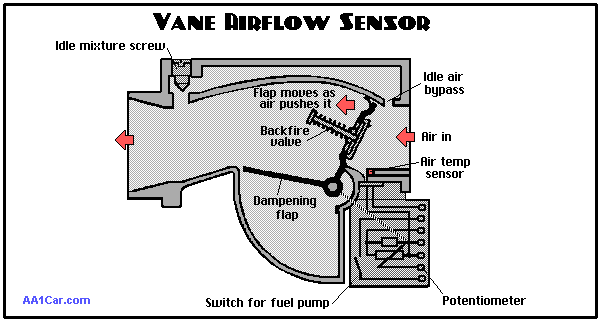 VANE AIRFLOW SENSOR
Idle mixture screw
Flap moves as
air pushes it
Idle air
bypass
Backfire
valve
Air in
Air temp
sensor
Dampening
flap
AA1Car.com
Switch for fuel pump
Potentiometer